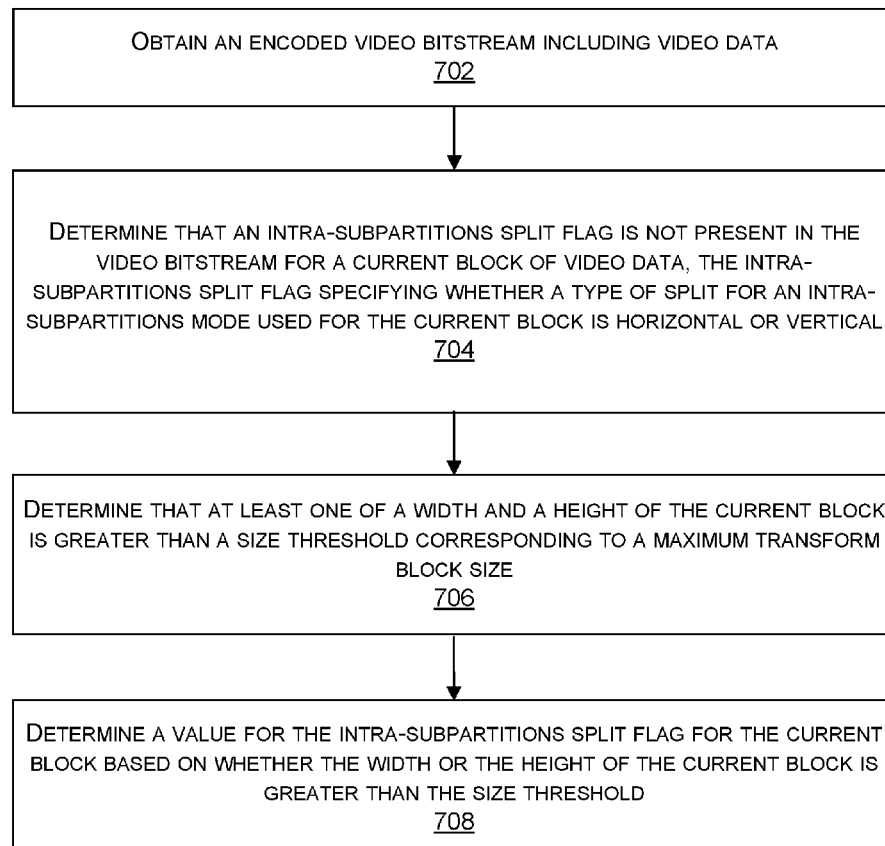 OBTAIN AN ENCODED VIDEO BITSTREAM INCLUDING VIDEO DATA
702
DETERMINE THAT AN INTRA-SUBPARTITIONS SPLIT FLAG IS NOT PRESENT IN THE
VIDEO BITSTREAM FOR A CURRENT BLOCK OF VIDEO DATA, THE INTRA-
SUBPARTITIONS SPLIT FLAG SPECIFYING WHETHER A TYPE OF SPLIT FOR AN INTRA-
SUBPARTITIONS MODE USED FOR THE CURRENT BLOCK IS HORIZONTAL OR VERTICAL
704
DETERMINE THAT AT LEAST ONE OF A WIDTH AND A HEIGHT OF THE CURRENT BLOCK
IS GREATER THAN A SIZE THRESHOLD CORRESPONDING TO A MAXIMUM TRANSFORM
BLOCK SIZE
706
DETERMINE A VALUE FOR THE INTRA-SUBPARTITIONS SPLIT FLAG FOR THE CURRENT
BLOCK BASED ON WHETHER THE WIDTH OR THE HEIGHT OF THE CURRENT BLOCK IS
GREATER THAN THE SIZE THRESHOLD
708